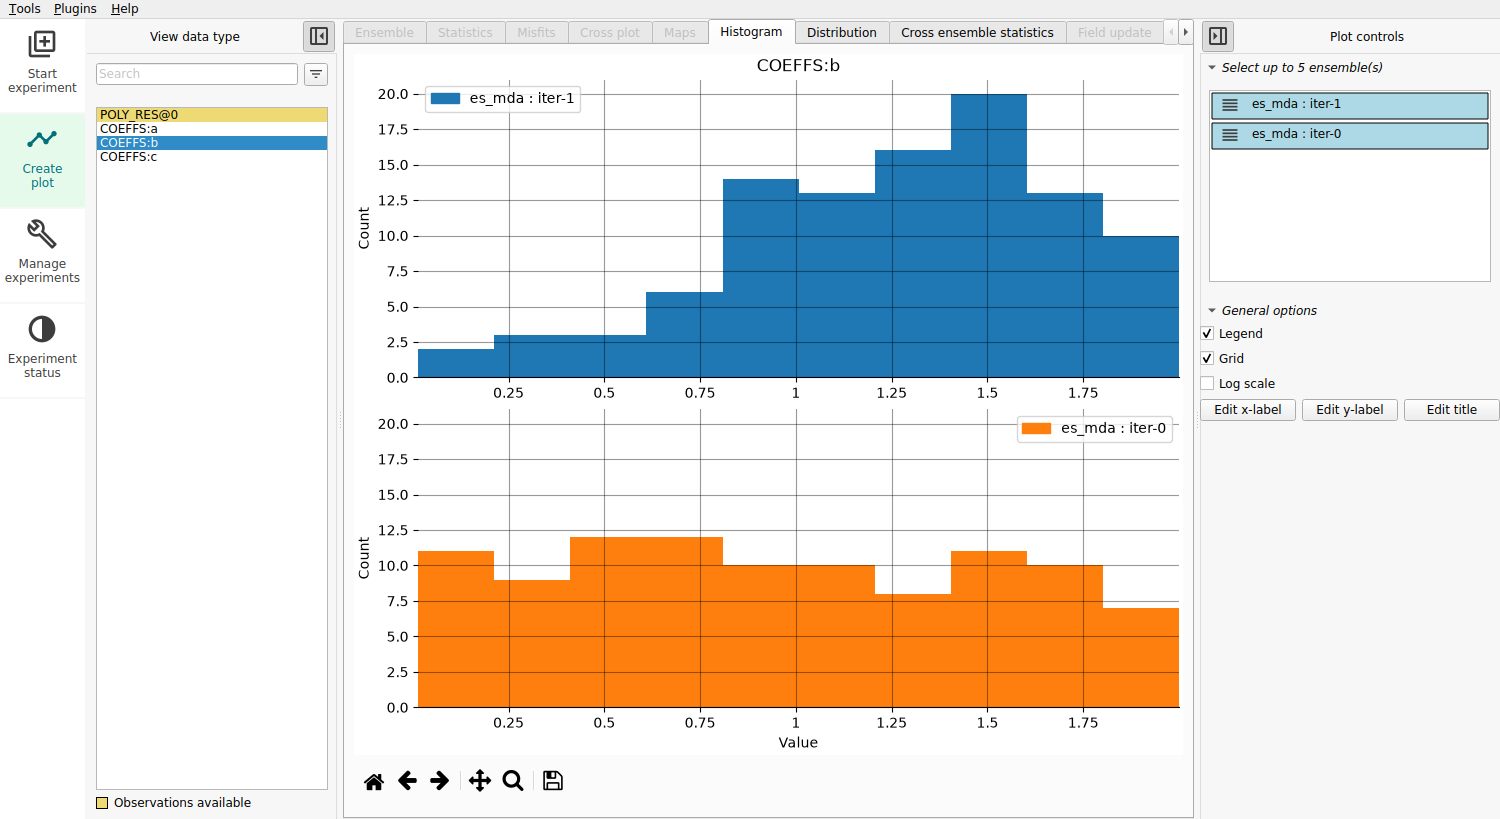 Tools Plugins Help
Start
experiment
Create
plot
Manage
experiments
Experiment
status
View data type
Search
POLY_RES@0
COEFFS:a
COEFFS:b
COEFFS:c
Observations available
Ensemble Statistics Misfits Cross plot Maps Histogram Distribution Cross ensemble statistics Field update
COEFFS:b
es_mda : iter-1
Count
20.0
17.5
15.0
12.5
10.0
7.5
5.0
2.5
0.0
0.25 0.5 0.75 1 1.25 1.5 1.75
es_mda : iter-0
Count
20.0
17.5
15.0
12.5
10.0
7.5
5.0
2.5
0.0
0.25 0.5 0.75 1 1.25 1.5 1.75
Value
Plot controls
Select up to 5 ensemble(s)
es_mda : iter-1
es_mda : iter-0
General options
Legend
Grid
Log scale
Edit x-label Edit y-label Edit title